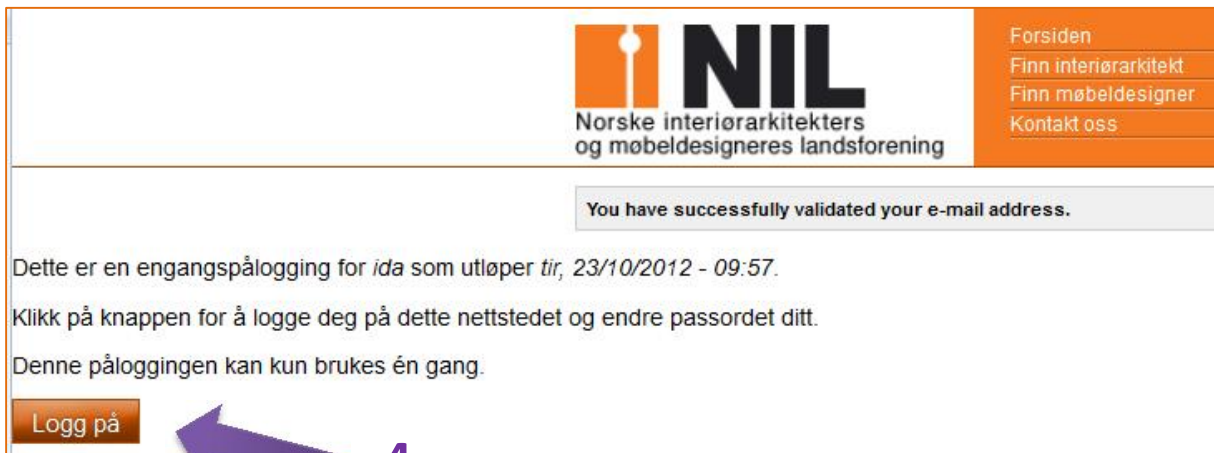 NIL
Norske interiørarkitekters
og møbeldesigneres landsforening
Forsiden
Finn interiørarkitekt
Finn møbeldesigner
Kontakt oss
You have successfully validated your e-mail address.
Dette er en engangspålogging for ida som utløper tir, 23/10/2012 - 09:57.
Klikk på knappen for å logge deg på dette nettstedet og endre passordet ditt.
Denne påloggingen kan kun brukes én gang.
Logg på